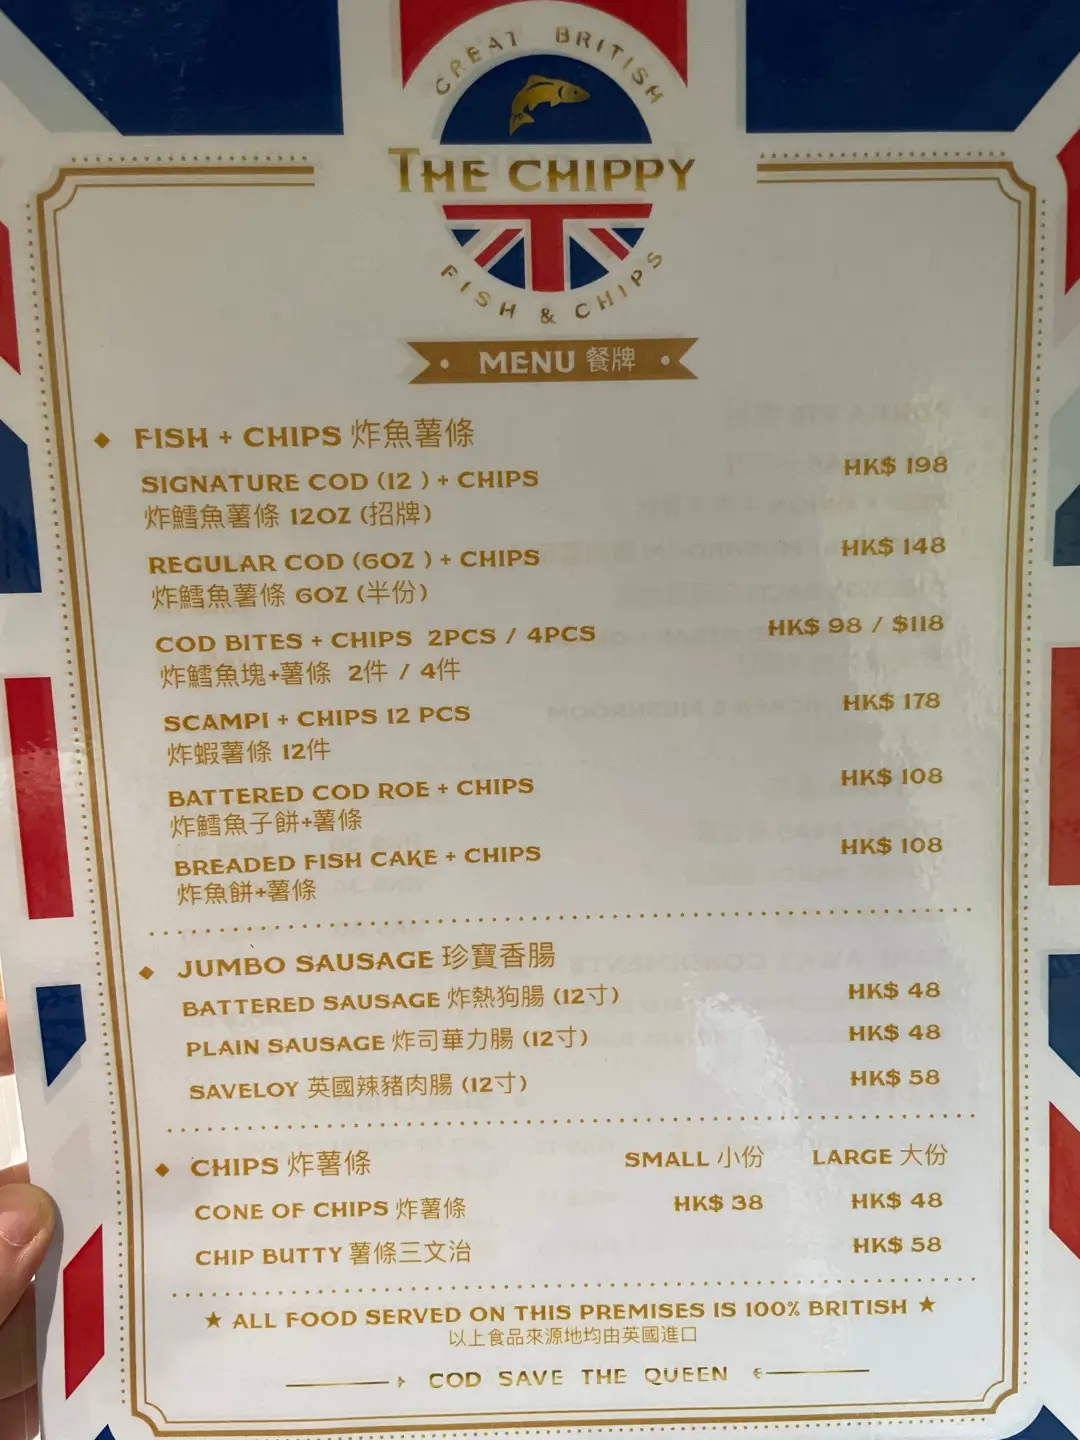 GREAT BRITISH
THE CHIPPY
FISH & CHIPS
MENU 餐牌
FISH + CHIPS 炸魚薯條
SIGNATURE COD (12 ) + CHIPS HK$ 198
炸鱈魚薯條 12OZ (招牌)
REGULAR COD (6OZ ) + CHIPS HK$ 148
炸鱈魚薯條 6OZ (半份)
COD BITES + CHIPS 2PCS / 4PCS HK$ 98 / $118
炸鱈魚塊+薯條 2件 / 4件
SCAMPI + CHIPS 12 PCS HK$ 178
炸蝦薯條 12件
BATTERED COD ROE + CHIPS HK$ 108
炸鱈魚子餅+薯條
BREADED FISH CAKE + CHIPS HK$ 108
炸魚餅+薯條
JUMBO SAUSAGE 珍寶香腸
BATTERED SAUSAGE 炸熱狗腸 (12寸) HK$ 48
PLAIN SAUSAGE 炸司華力腸 (12寸) HK$ 48
SAVELOY 英國辣豬肉腸 (12寸) HK$ 58
CHIPS 炸薯條 SMALL 小份 LARGE 大份
CONE OF CHIPS 炸薯條 HK$ 38 HK$ 48
CHIP BUTTY 薯條三文治 HK$ 58
★ ALL FOOD SERVED ON THIS PREMISES IS 100% BRITISH ★
以上食品來源地均由英國進口
COD SAVE THE QUEEN